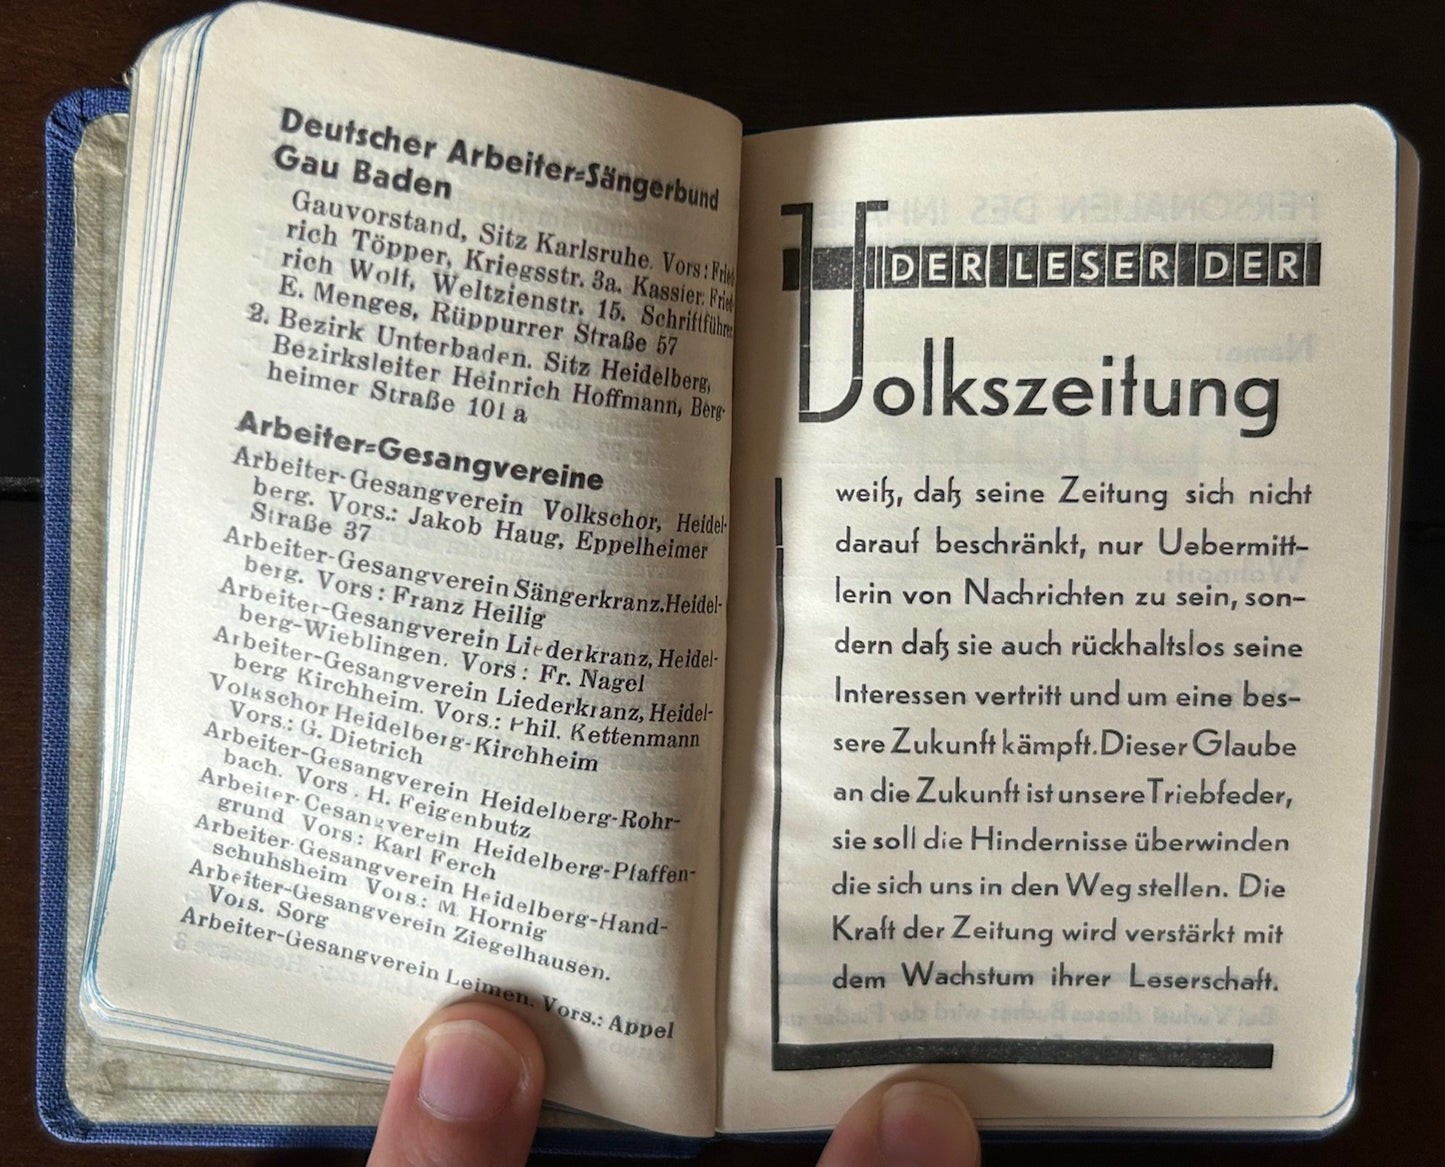 Deutscher Arbeiter=Sängerbund
Gau Baden
Gauvorstand, Sitz Karlsruhe. Vors: Fried
rich Töpper, Kriegsstr. 3a. Kassier: Fried
rich Wolf, Weltzienstr. 15. Schriftführer
E. Menges, Rüppurrer Straße 57
2. Bezirk Unterbaden. Sitz Heidelberg,
Bezirksleiter Heinrich Hoffmann, Berg-
heimer Straße 101 a
Arbeiter=Gesangvereine
Arbeiter-Gesangverein Volkschor, Heidel-
berg. Vors.: Jakob Haug, Eppelheimer
Straße 37
Arbeiter-Gesangverein Sängerkranz. Heidel-
berg. Vors: Franz Heilig
Arbeiter-Gesangverein Liederkranz, Heidel-
berg-Wieblingen. Vors: Fr. Nagel
Arbeiter-Gesangverein Liederkranz, Heidel-
berg Kirchheim. Vors.: Phil. Kettenmann
Volkschor Heidelberg-Kirchheim
Vors.: G. Dietrich
Arbeiter-Gesangverein Heidelberg-Rohr-
bach. Vors. H. Feigenbutz
Arbeiter-Gesangverein Heidelberg-Pfaffen-
grund Vors: Karl Ferch
Arbeiter-Gesangverein Heidelberg-Hand-
schuhsheim Vors.: M. Hornig
Arbeiter-Gesangverein Ziegelhausen.
Vors. Sorg
Arbeiter-Gesangverein Leimen. Vors.: Appel
DER LESER DER
Volkszeitung
weiß, daß seine Zeitung sich nicht
darauf beschränkt, nur Uebermitt-
lerin von Nachrichten zu sein, son-
dern daß sie auch rückhaltslos seine
Interessen vertritt und um eine bes-
sere Zukunft kämpft. Dieser Glaube
an die Zukunft ist unsere Triebfeder,
sie soll die Hindernisse überwinden
die sich uns in den Weg stellen. Die
Kraft der Zeitung wird verstärkt mit
dem Wachstum ihrer Leserschaft.